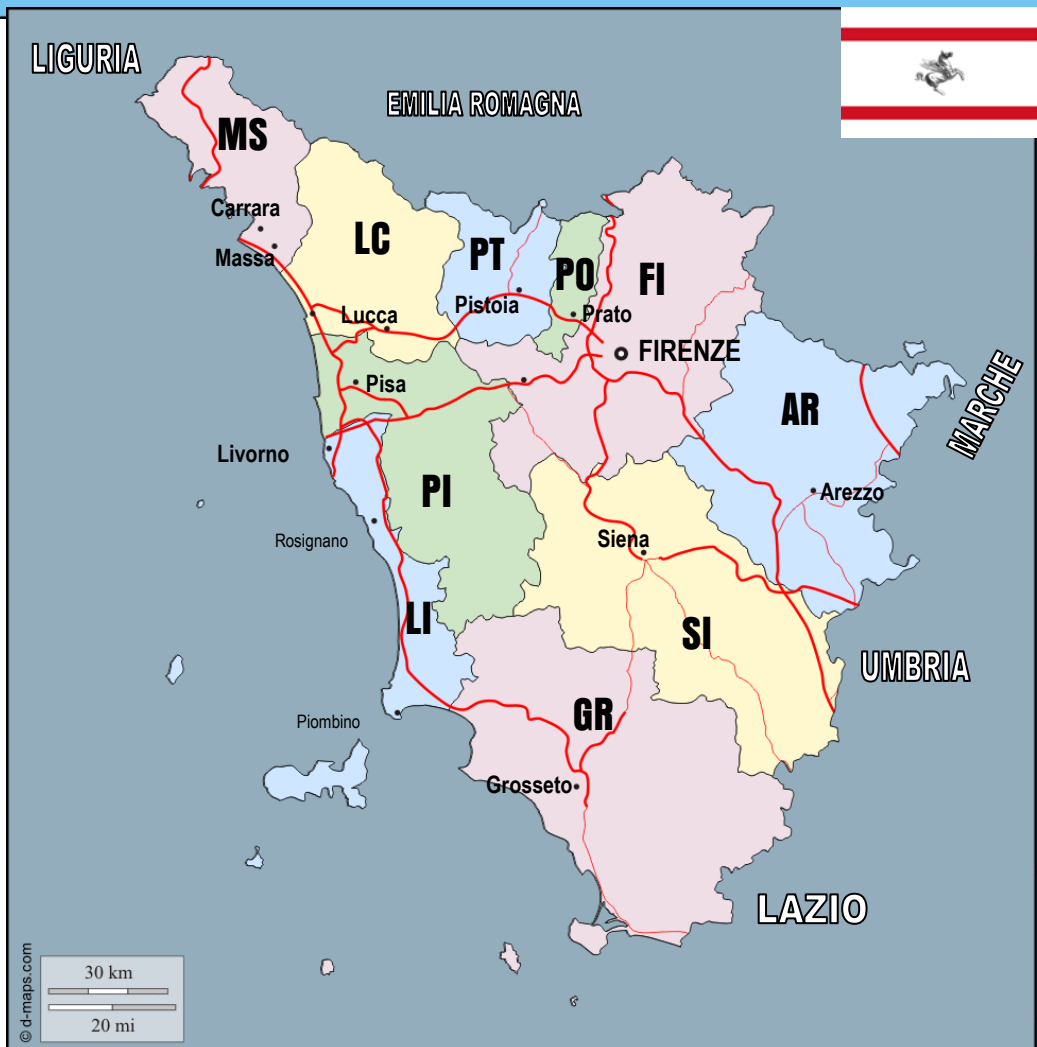 LIGURIA
EMILIA ROMAGNA
MS
Carrara
Massa
LC
PT
PO
FI
Pistoia
Lucca
Prato
FIRENZE
Pisa
MARCHE
AR
Livorno
PI
Arezzo
Rosignano
Siena
LI
SI
UMBRIA
GR
Piombino
Grosseto
LAZIO
30 km
20 mi
© d-maps.com